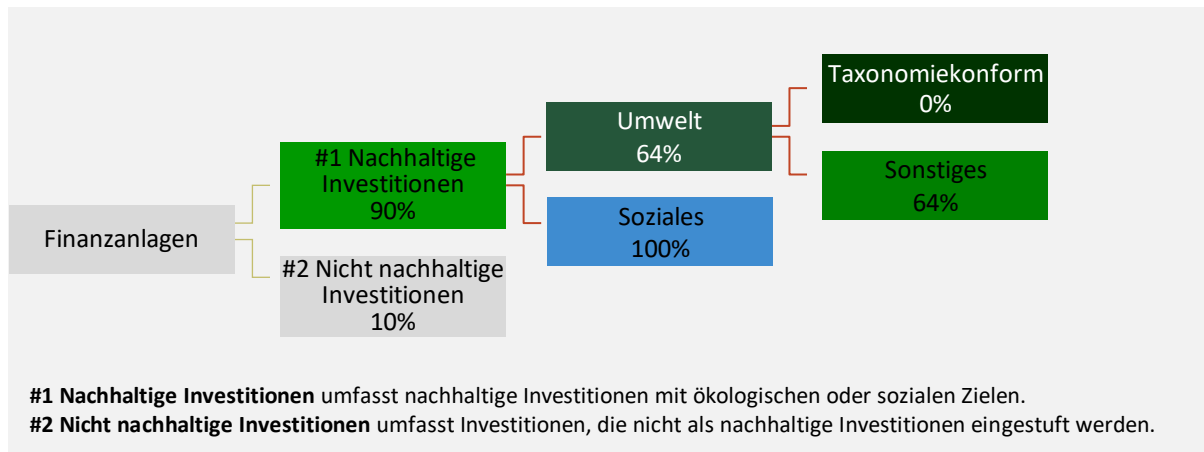 Finanzanlagen
#1 Nachhaltige
Investitionen
90%
#2 Nicht nachhaltige
Investitionen
10%
Umwelt
64%
Soziales
100%
Taxonomiekonform
0%
Sonstiges
64%
#1 Nachhaltige Investitionen umfasst nachhaltige Investitionen mit ökologischen oder sozialen Zielen.
#2 Nicht nachhaltige Investitionen umfasst Investitionen, die nicht als nachhaltige Investitionen eingestuft werden.